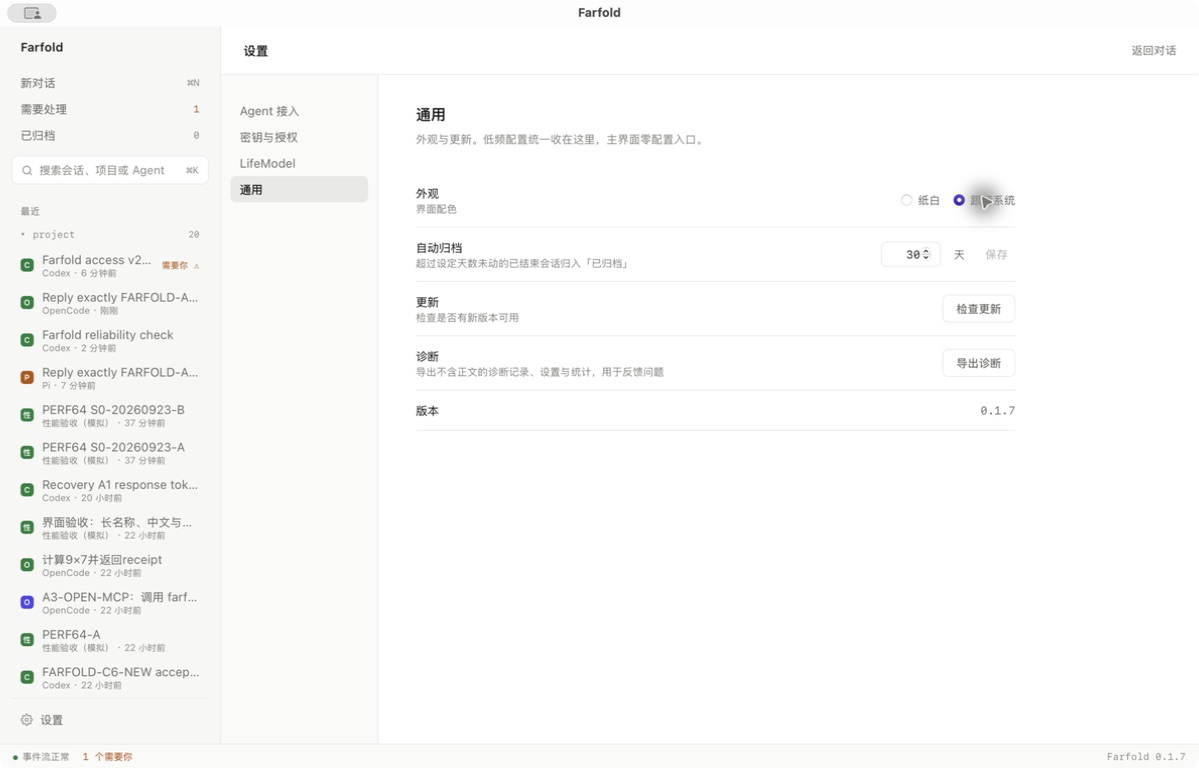 Farfold
Farfold
新对话 ⌘N
需要处理 1
已归档 0
搜索会话、项目或 Agent ⌘K
最近
project 20
C Farfold access v2... 需要你
Codex · 6 分钟前
O Reply exactly FARFOLD-A...
OpenCode · 刚刚
C Farfold reliability check
Codex · 2 分钟前
P Reply exactly FARFOLD-A...
Pi · 7 分钟前
性 PERF64 S0-20260923-B
性能验收（模拟） · 37 分钟前
性 PERF64 S0-20260923-A
性能验收（模拟） · 37 分钟前
C Recovery A1 response tok...
Codex · 20 小时前
性 界面验收：长名称、中文与...
性能验收（模拟） · 22 小时前
O 计算9×7并返回receipt
OpenCode · 22 小时前
O A3-OPEN-MCP：调用 farf...
OpenCode · 22 小时前
性 PERF64-A
性能验收（模拟） · 22 小时前
C FARFOLD-C6-NEW accep...
Codex · 22 小时前
设置
设置 返回对话
Agent 接入
密钥与授权
LifeModel
通用
通用
外观与更新。低频配置统一收在这里，主界面零配置入口。
外观
界面配色
纸白 系统
自动归档
超过设定天数未动的已结束会话归入「已归档」
30 天 保存
更新
检查是否有新版本可用
检查更新
诊断
导出不含正文的诊断记录、设置与统计，用于反馈问题
导出诊断
版本 0.1.7
事件流正常 1 个需要你 Farfold 0.1.7